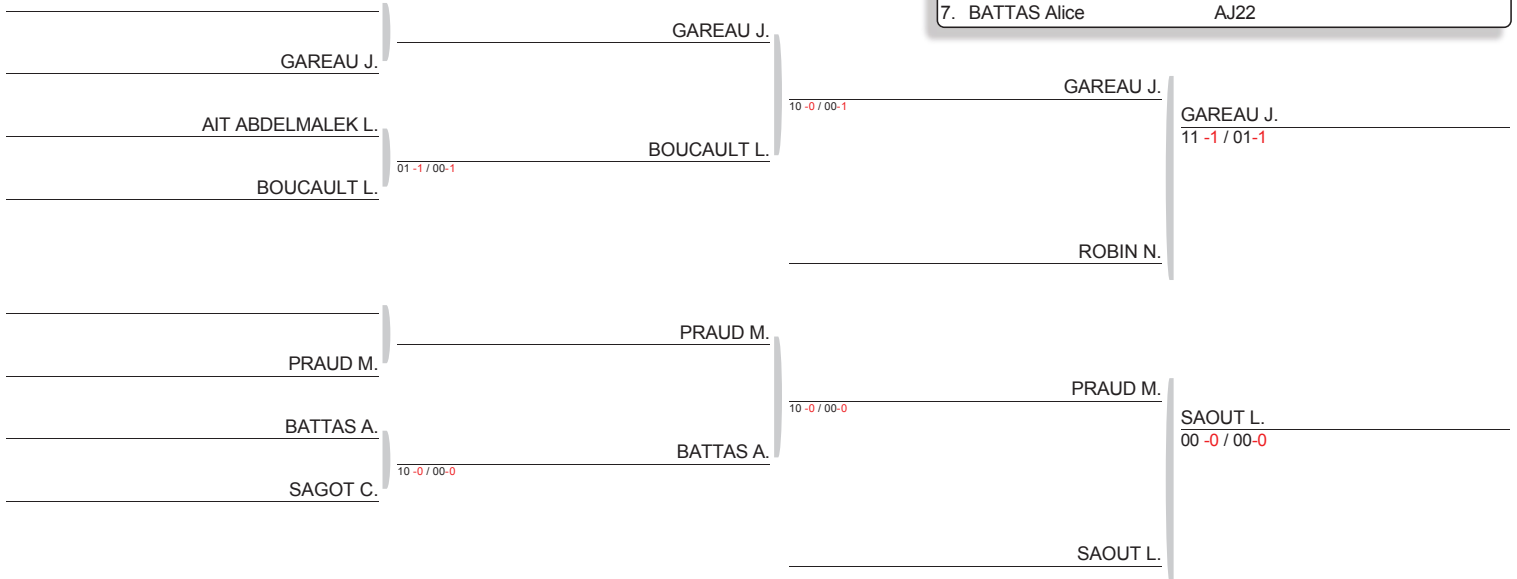 7. BATTAS Alice AJ22
GAREAU J.
GAREAU J.
GAREAU J.
10 -0 / 00-1
GAREAU J.
11 -1 / 01-1
AIT ABDELMALEK L.
BOUCAULT L.
01 -1 / 00-1
BOUCAULT L.
ROBIN N.
PRAUD M.
PRAUD M.
PRAUD M.
10 -0 / 00-0
SAOUT L.
00 -0 / 00-0
BATTAS A.
BATTAS A.
10 -0 / 00-0
SAGOT C.
SAOUT L.